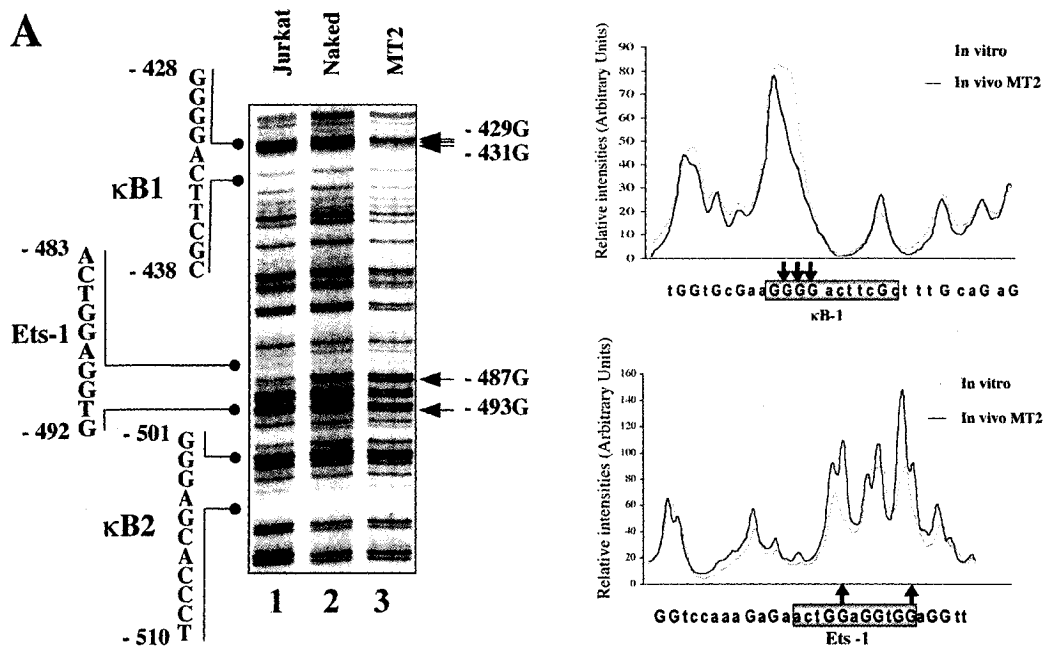 A
Jurkat
Naked
MT2
- 428
GGGGACTTCGC
κB1
- 438
- 483
ACTGGAGGTG
Ets-1
- 492
- 501
GGGAGCACCCT
κB2
- 510
- 429G
- 431G
- 487G
- 493G
1 2 3
Relative intensities (Arbitrary Units)
90
80
70
60
50
40
30
20
10
0
In vitro
In vivo MT2
tGGtGcGaaGGGGacttcGctttGcaGaG
κB-1
Relative intensities (Arbitrary Units)
160
140
120
100
80
60
40
20
0
In vitro
In vivo MT2
GGtccaaaGaGaactGGaGGtGGaGGtt
Ets -1